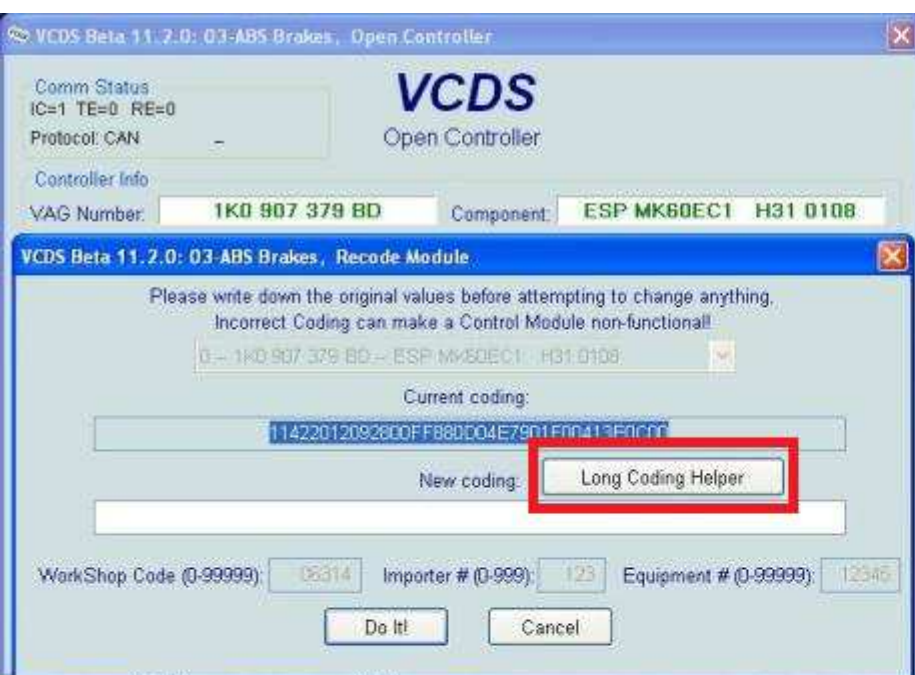 VCDS Beta 11.2.0: 03-ABS Brakes, Open Controller
Comm Status
IC=1 TE=0 RE=0
Protocol: CAN
VCDS
Open Controller
Controller Info
VAG Number: 1K0 907 379 BD Component: ESP MK60EC1 H31 0108
VCDS Beta 11.2.0: 03-ABS Brakes, Recode Module
Please write down the original values before attempting to change anything.
Incorrect Coding can make a Control Module non-functional!
0 – 1K0 907 379 BD – ESP MK60EC1 H31 0108
Current coding:
New coding: Long Coding Helper
WorkShop Code (0-99999): 06314 Importer # (0-999): 123 Equipment # (0-99999): 12345
Do It! Cancel